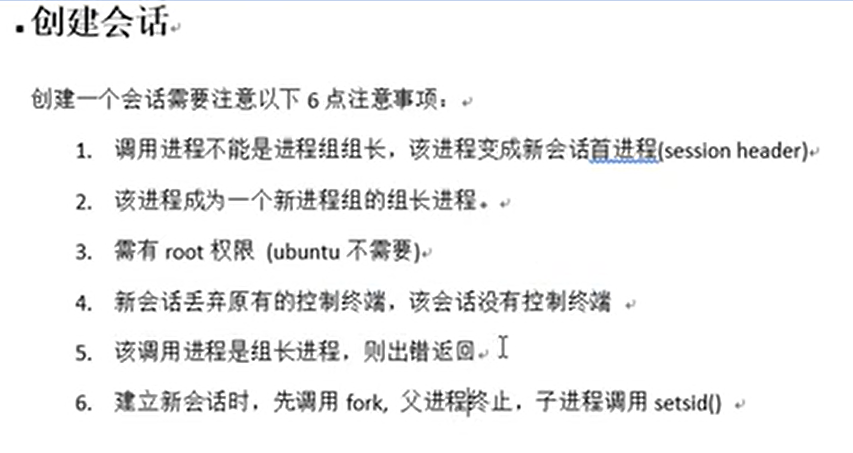 创建会话
创建一个会话需要注意以下 6 点注意事项：
1. 调用进程不能是进程组组长，该进程变成新会话首进程(session header)
2. 该进程成为一个新进程组的组长进程。
3. 需有 root 权限 (ubuntu 不需要)
4. 新会话丢弃原有的控制终端，该会话没有控制终端
5. 该调用进程是组长进程，则出错返回
6. 建立新会话时，先调用 fork, 父进程终止，子进程调用 setsid()